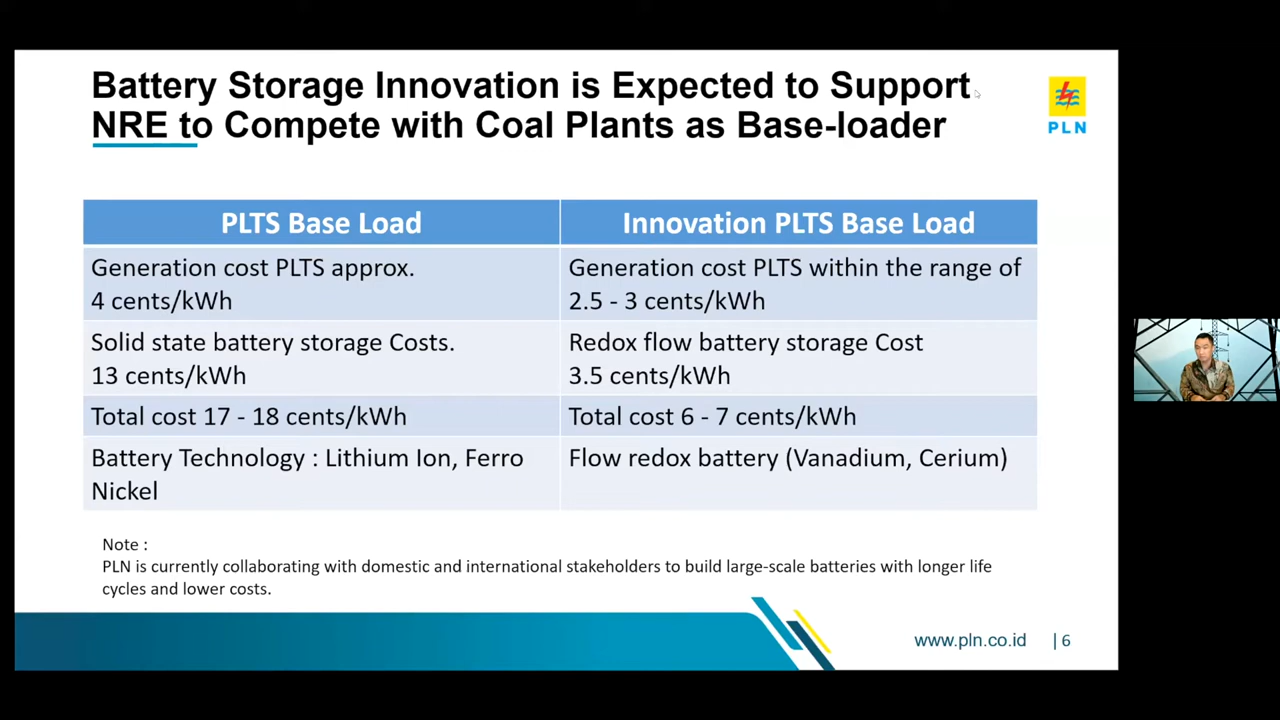 Battery Storage Innovation is Expected to Support
NRE to Compete with Coal Plants as Base-loader
PLN
PLTS Base Load
Innovation PLTS Base Load
Generation cost PLTS approx.
4 cents/kWh
Generation cost PLTS within the range of
2.5 - 3 cents/kWh
Solid state battery storage Costs.
13 cents/kWh
Redox flow battery storage Cost
3.5 cents/kWh
Total cost 17 - 18 cents/kWh
Total cost 6 - 7 cents/kWh
Battery Technology : Lithium Ion, Ferro
Nickel
Flow redox battery (Vanadium, Cerium)
Note :
PLN is currently collaborating with domestic and international stakeholders to build large-scale batteries with longer life
cycles and lower costs.
www.pln.co.id | 6